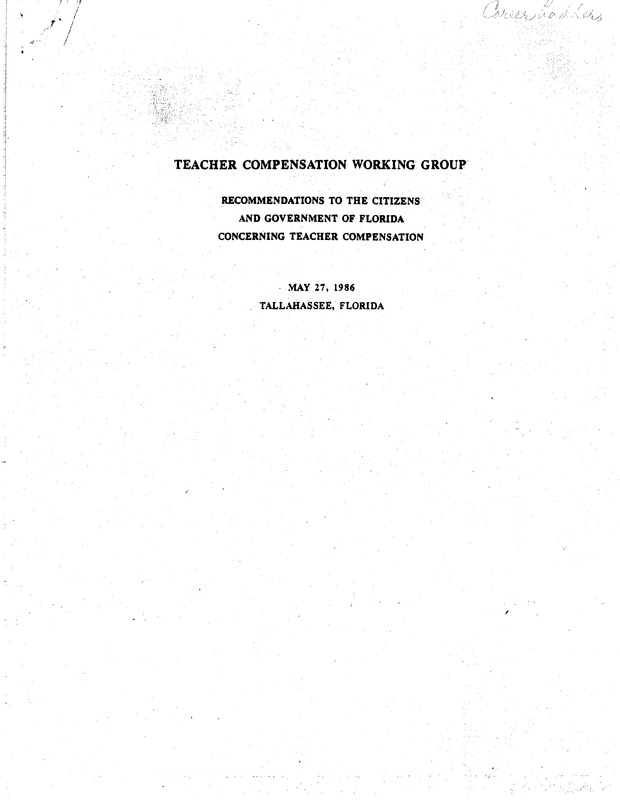 Career Ladders
TEACHER COMPENSATION WORKING GROUP
RECOMMENDATIONS TO THE CITIZENS
AND GOVERNMENT OF FLORIDA
CONCERNING TEACHER COMPENSATION
MAY 27, 1986
TALLAHASSEE, FLORIDA